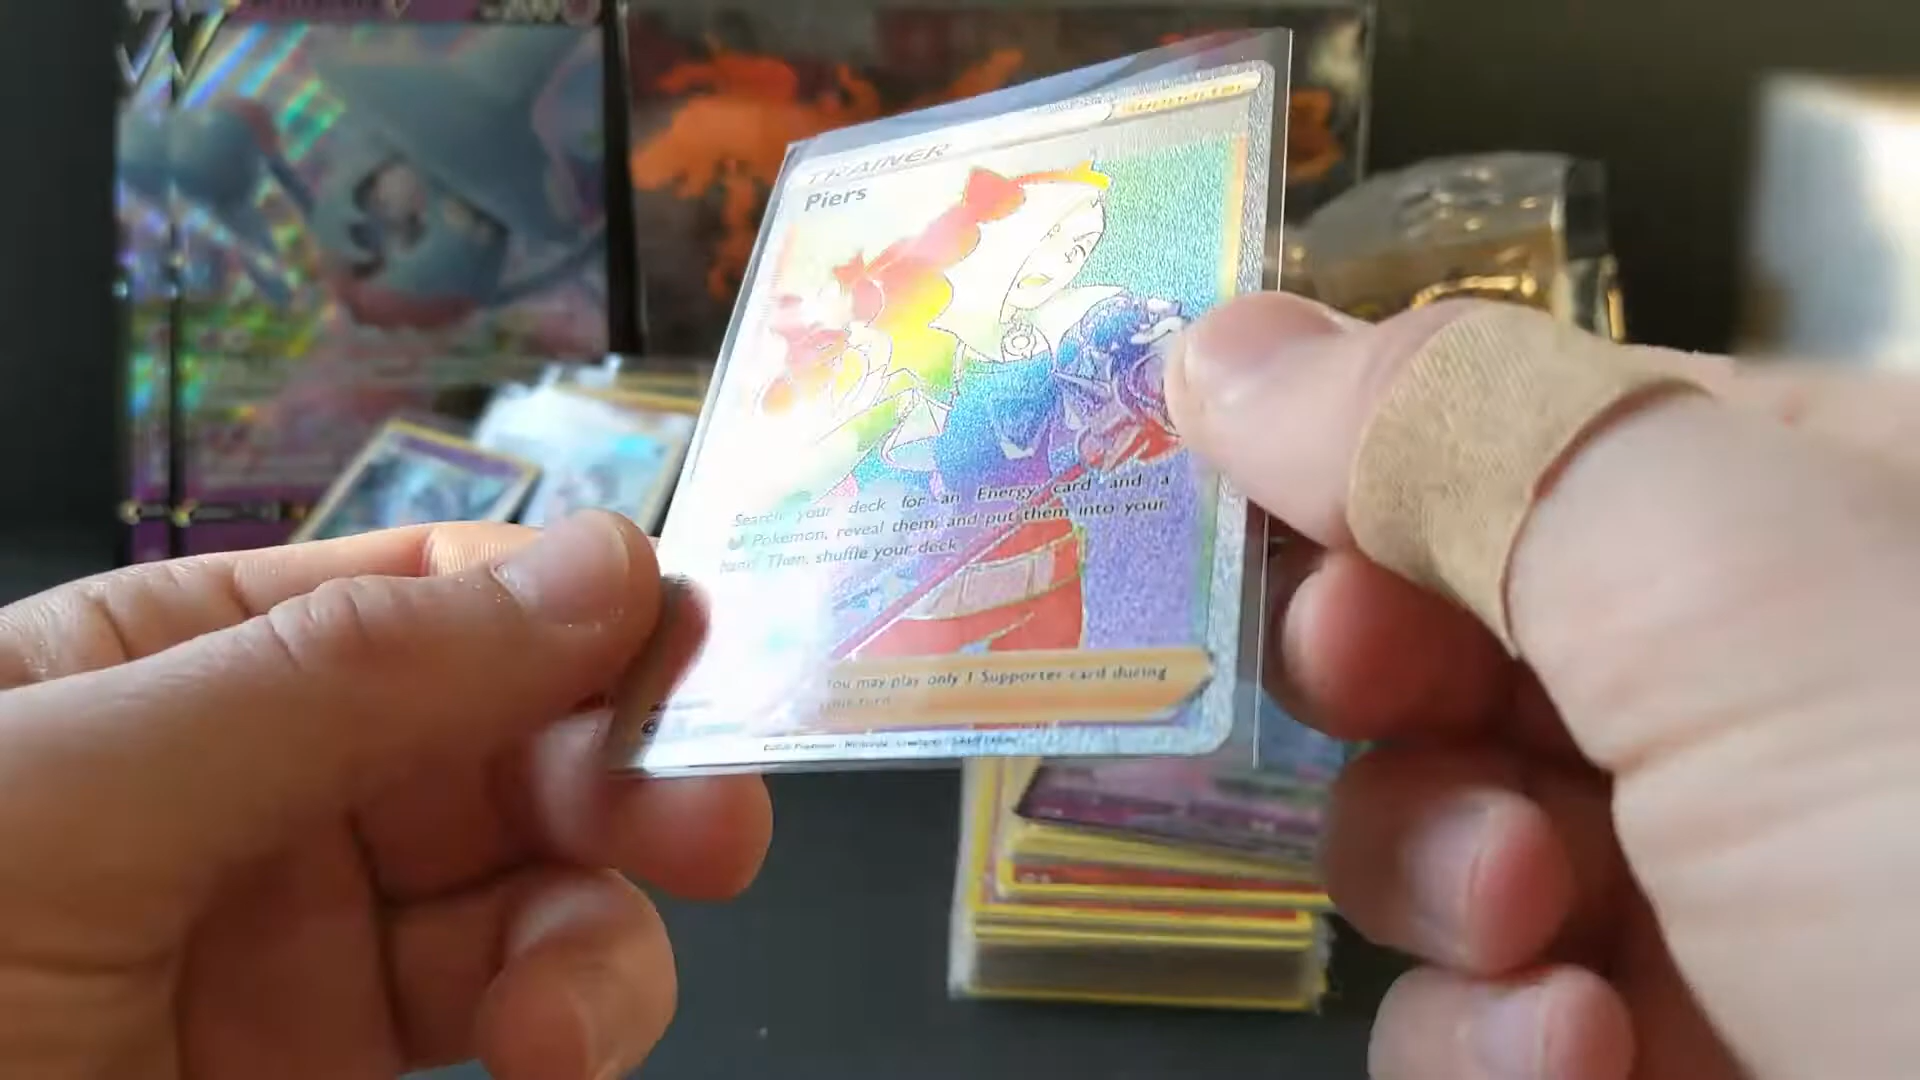 TRAINER
Piers
Search your deck for an Energy card and a
Pokémon, reveal them, and put them into your
hand. Then, shuffle your deck
You may play only 1 Supporter card during
your turn